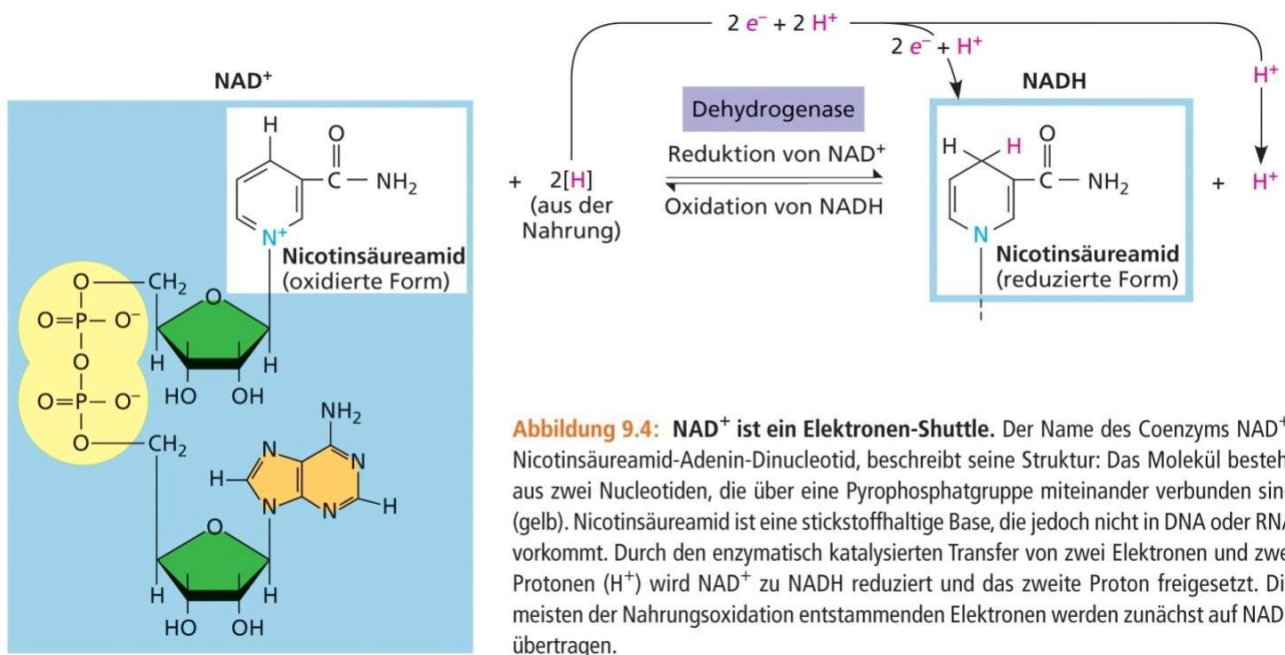 2 e⁻ + 2 H⁺
2 e⁻ + H⁺
H⁺
NAD⁺
NADH
Dehydrogenase
H
O
C
NH₂
N⁺
Nicotinsäureamid
(oxidierte Form)
+ 2[H]
(aus der
Nahrung)
Reduktion von NAD⁺
Oxidation von NADH
H H
O
C
NH₂
N
Nicotinsäureamid
(reduzierte Form)
+ H⁺
O CH₂
O
O=P O⁻
H H
O
HO OH
O=P O⁻
O CH₂
NH₂
N N
H
N N H
O
H H
HO OH
Abbildung 9.4: NAD⁺ ist ein Elektronen-Shuttle. Der Name des Coenzyms NAD⁺
Nicotinsäureamid-Adenin-Dinucleotid, beschreibt seine Struktur: Das Molekül besteh
aus zwei Nucleotiden, die über eine Pyrophosphatgruppe miteinander verbunden sin
(gelb). Nicotinsäureamid ist eine stickstoffhaltige Base, die jedoch nicht in DNA oder RNA
vorkommt. Durch den enzymatisch katalysierten Transfer von zwei Elektronen und zwe
Protonen (H⁺) wird NAD⁺ zu NADH reduziert und das zweite Proton freigesetzt. Di
meisten der Nahrungsoxidation entstammenden Elektronen werden zunächst auf NAD
übertragen.